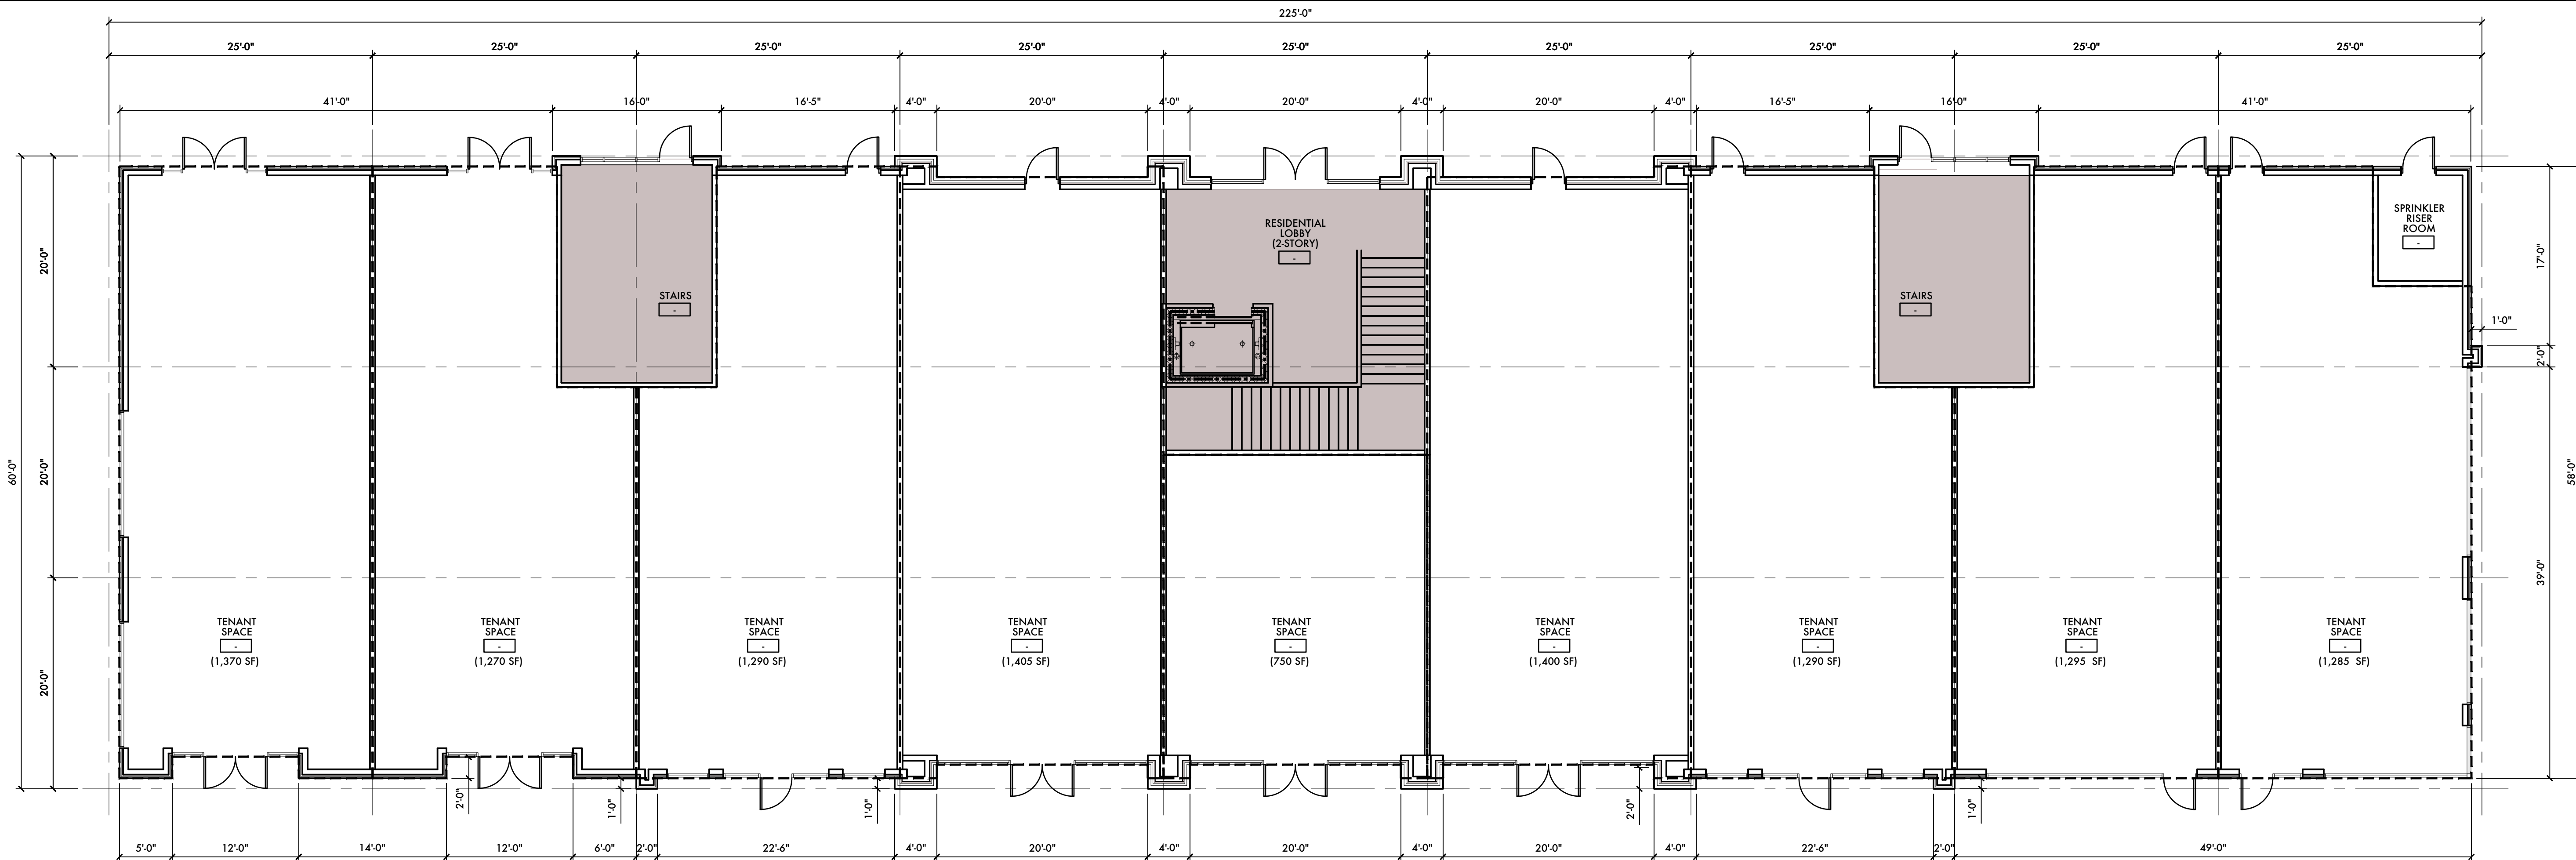 225'-0"
25'-0" 25'-0" 25'-0" 25'-0" 25'-0" 25'-0" 25'-0" 25'-0" 25'-0"
41'-0" 16'-0" 16'-5" 4'-0" 20'-0" 4'-0" 20'-0" 4'-0" 20'-0" 4'-0" 16'-5" 16'-0" 41'-0"
60'-0"
20'-0"
20'-0"
20'-0"
STAIRS
-
RESIDENTIAL
LOBBY
(2-STORY)
-
STAIRS
-
SPRINKLER
RISER
ROOM
-
17'-0"
1'-0"
2'-0"
58'-0"
39'-0"
TENANT
SPACE
-
(1,370 SF)
TENANT
SPACE
-
(1,270 SF)
TENANT
SPACE
-
(1,290 SF)
TENANT
SPACE
-
(1,405 SF)
TENANT
SPACE
-
(750 SF)
TENANT
SPACE
-
(1,400 SF)
TENANT
SPACE
-
(1,290 SF)
TENANT
SPACE
-
(1,295 SF)
TENANT
SPACE
-
(1,285 SF)
2'-0"
1'-0"
1'-0"
2'-0"
1'-0"
5'-0" 12'-0" 14'-0" 12'-0" 6'-0" 2'-0" 22'-6" 4'-0" 20'-0" 4'-0" 20'-0" 4'-0" 20'-0" 4'-0" 22'-6" 2'-0" 49'-0"